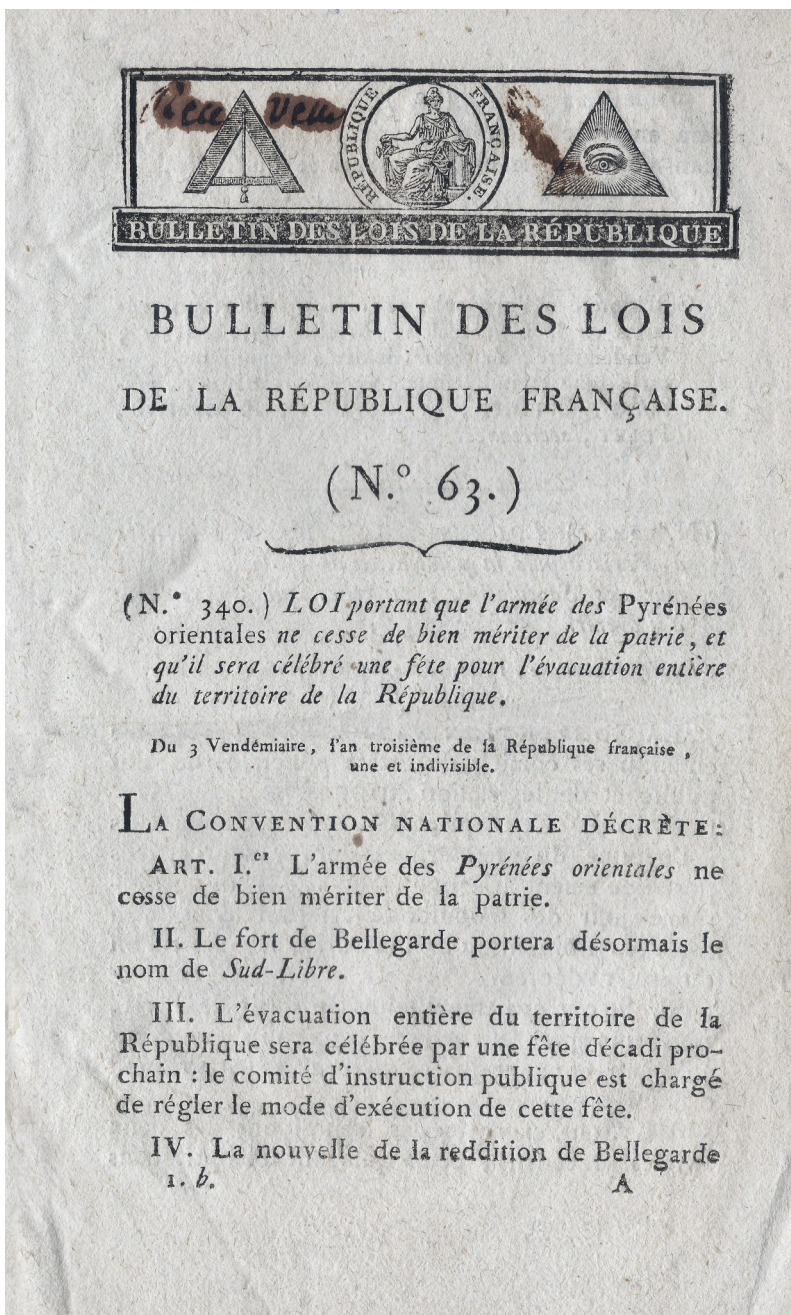 RÉPUBLIQUE FRANÇAISE.
BULLETIN DES LOIS DE LA RÉPUBLIQUE
BULLETIN DES LOIS
DE LA RÉPUBLIQUE FRANÇAISE.
(N.° 63.)
(N.° 340.) LOI portant que l'armée des Pyrénées
orientales ne cesse de bien mériter de la patrie, et
qu'il sera célébré une fête pour l'évacuation entière
du territoire de la République.
Du 3 Vendémiaire, l'an troisième de la République française,
une et indivisible.
LA CONVENTION NATIONALE DÉCRÈTE:
ART. I.er L'armée des Pyrénées orientales ne
cesse de bien mériter de la patrie.
II. Le fort de Bellegarde portera désormais le
nom de Sud-Libre.
III. L'évacuation entière du territoire de la
République sera célébrée par une fête décadi pro-
chain : le comité d'instruction publique est chargé
de régler le mode d'exécution de cette fête.
IV. La nouvelle de la reddition de Bellegarde
1. b. A